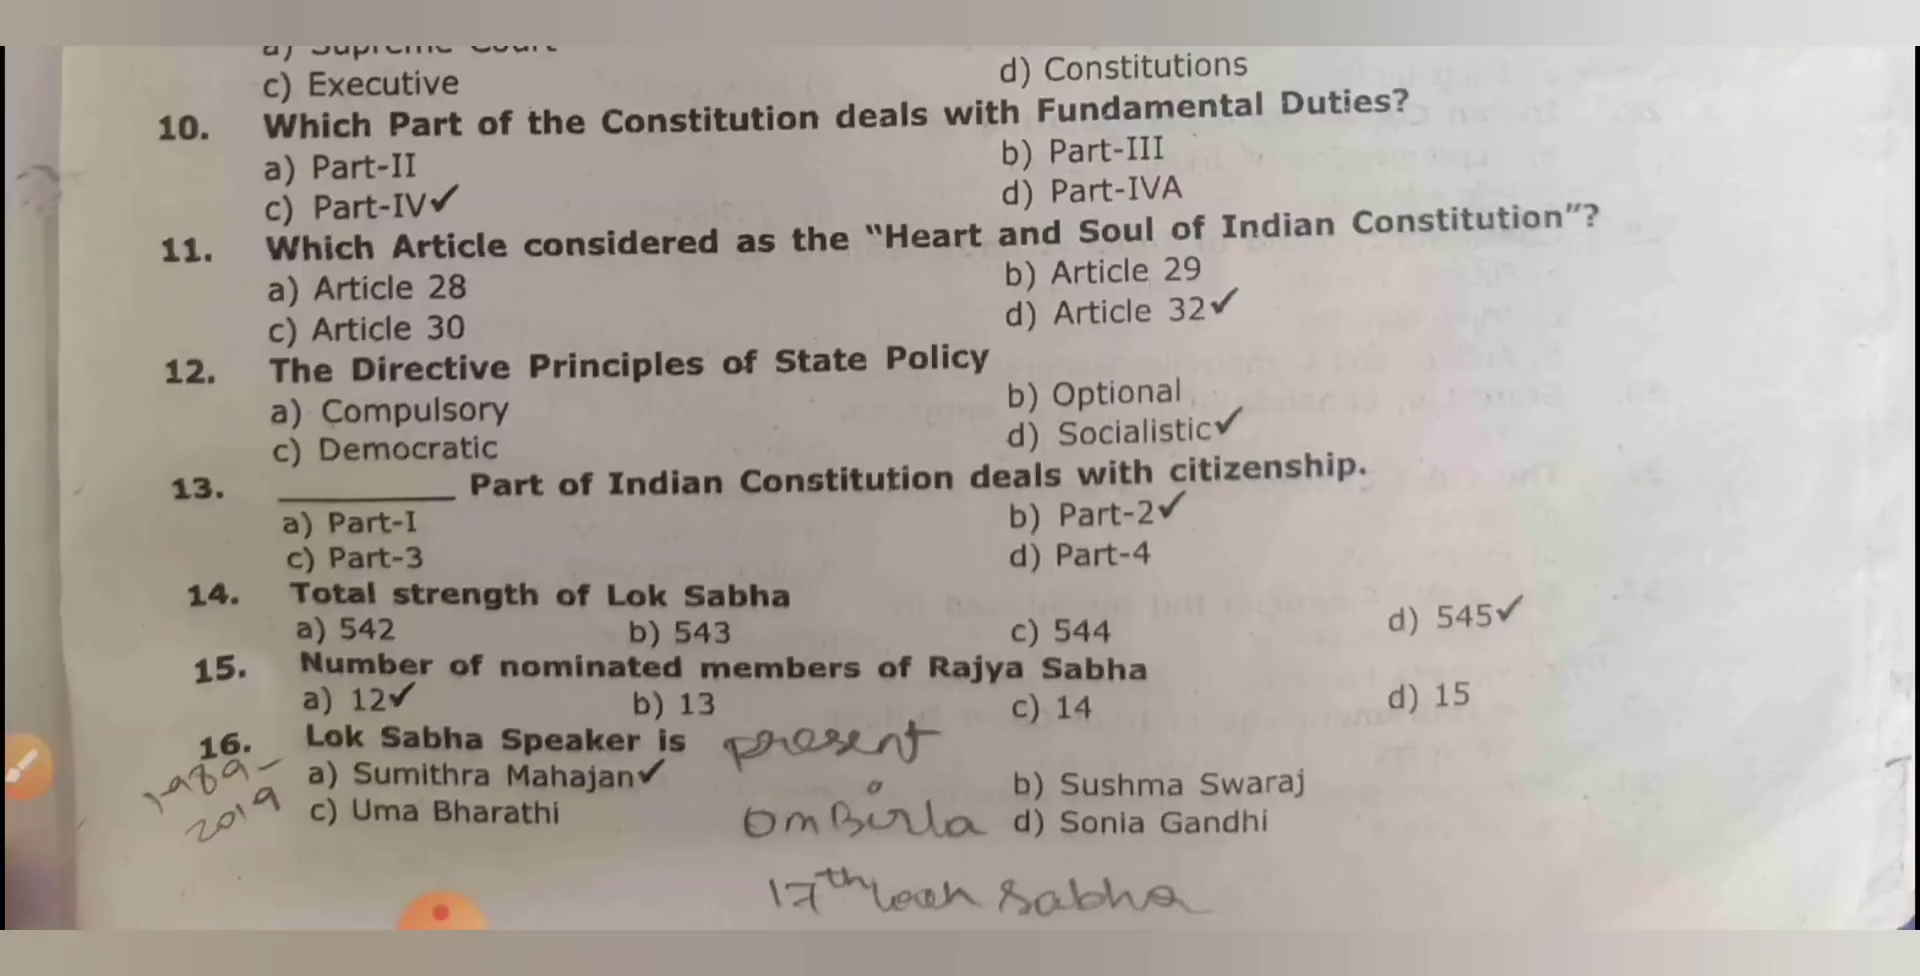 a) Supreme Court
c) Executive d) Constitutions
10. Which Part of the Constitution deals with Fundamental Duties?
a) Part-II b) Part-III
c) Part-IV✓ d) Part-IVA
11. Which Article considered as the "Heart and Soul of Indian Constitution"?
a) Article 28 b) Article 29
c) Article 30 d) Article 32✓
12. The Directive Principles of State Policy
a) Compulsory b) Optional
c) Democratic d) Socialistic✓
13. __________ Part of Indian Constitution deals with citizenship.
a) Part-I b) Part-2✓
c) Part-3 d) Part-4
14. Total strength of Lok Sabha
a) 542 b) 543 c) 544 d) 545✓
15. Number of nominated members of Rajya Sabha
a) 12✓ b) 13 c) 14 d) 15
16. Lok Sabha Speaker is present
1989- a) Sumithra Mahajan✓ b) Sushma Swaraj
2019 c) Uma Bharathi Om Birla d) Sonia Gandhi
17th Sabha